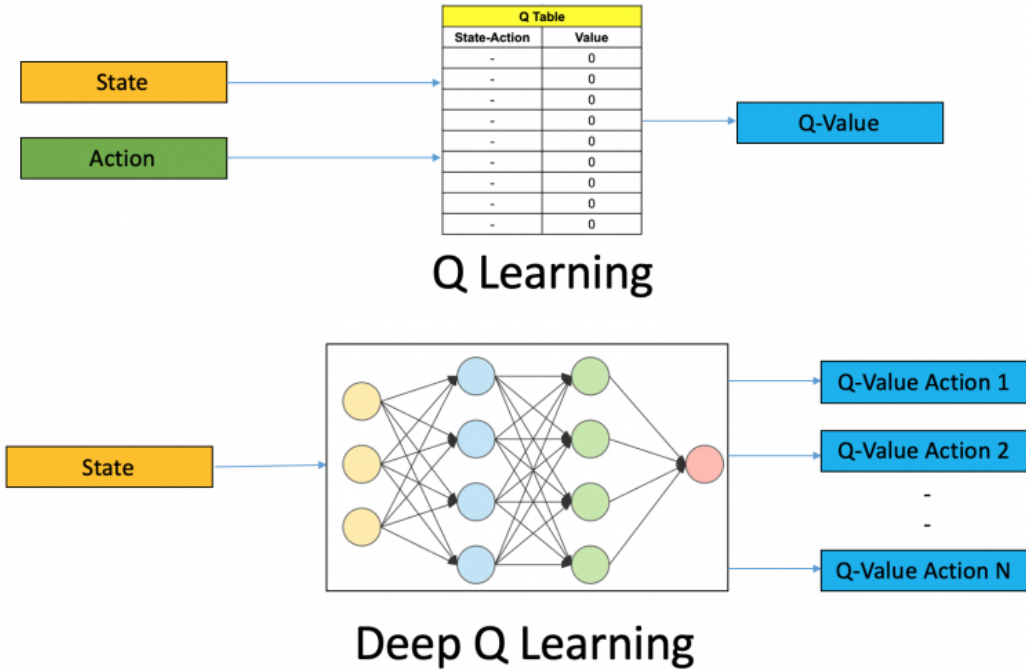 Q Table
State-Action Value
- 0
- 0
- 0
- 0
- 0
- 0
- 0
- 0
- 0
State
Action
Q-Value
Q Learning
State
Q-Value Action 1
Q-Value Action 2
-
-
Q-Value Action N
Deep Q Learning